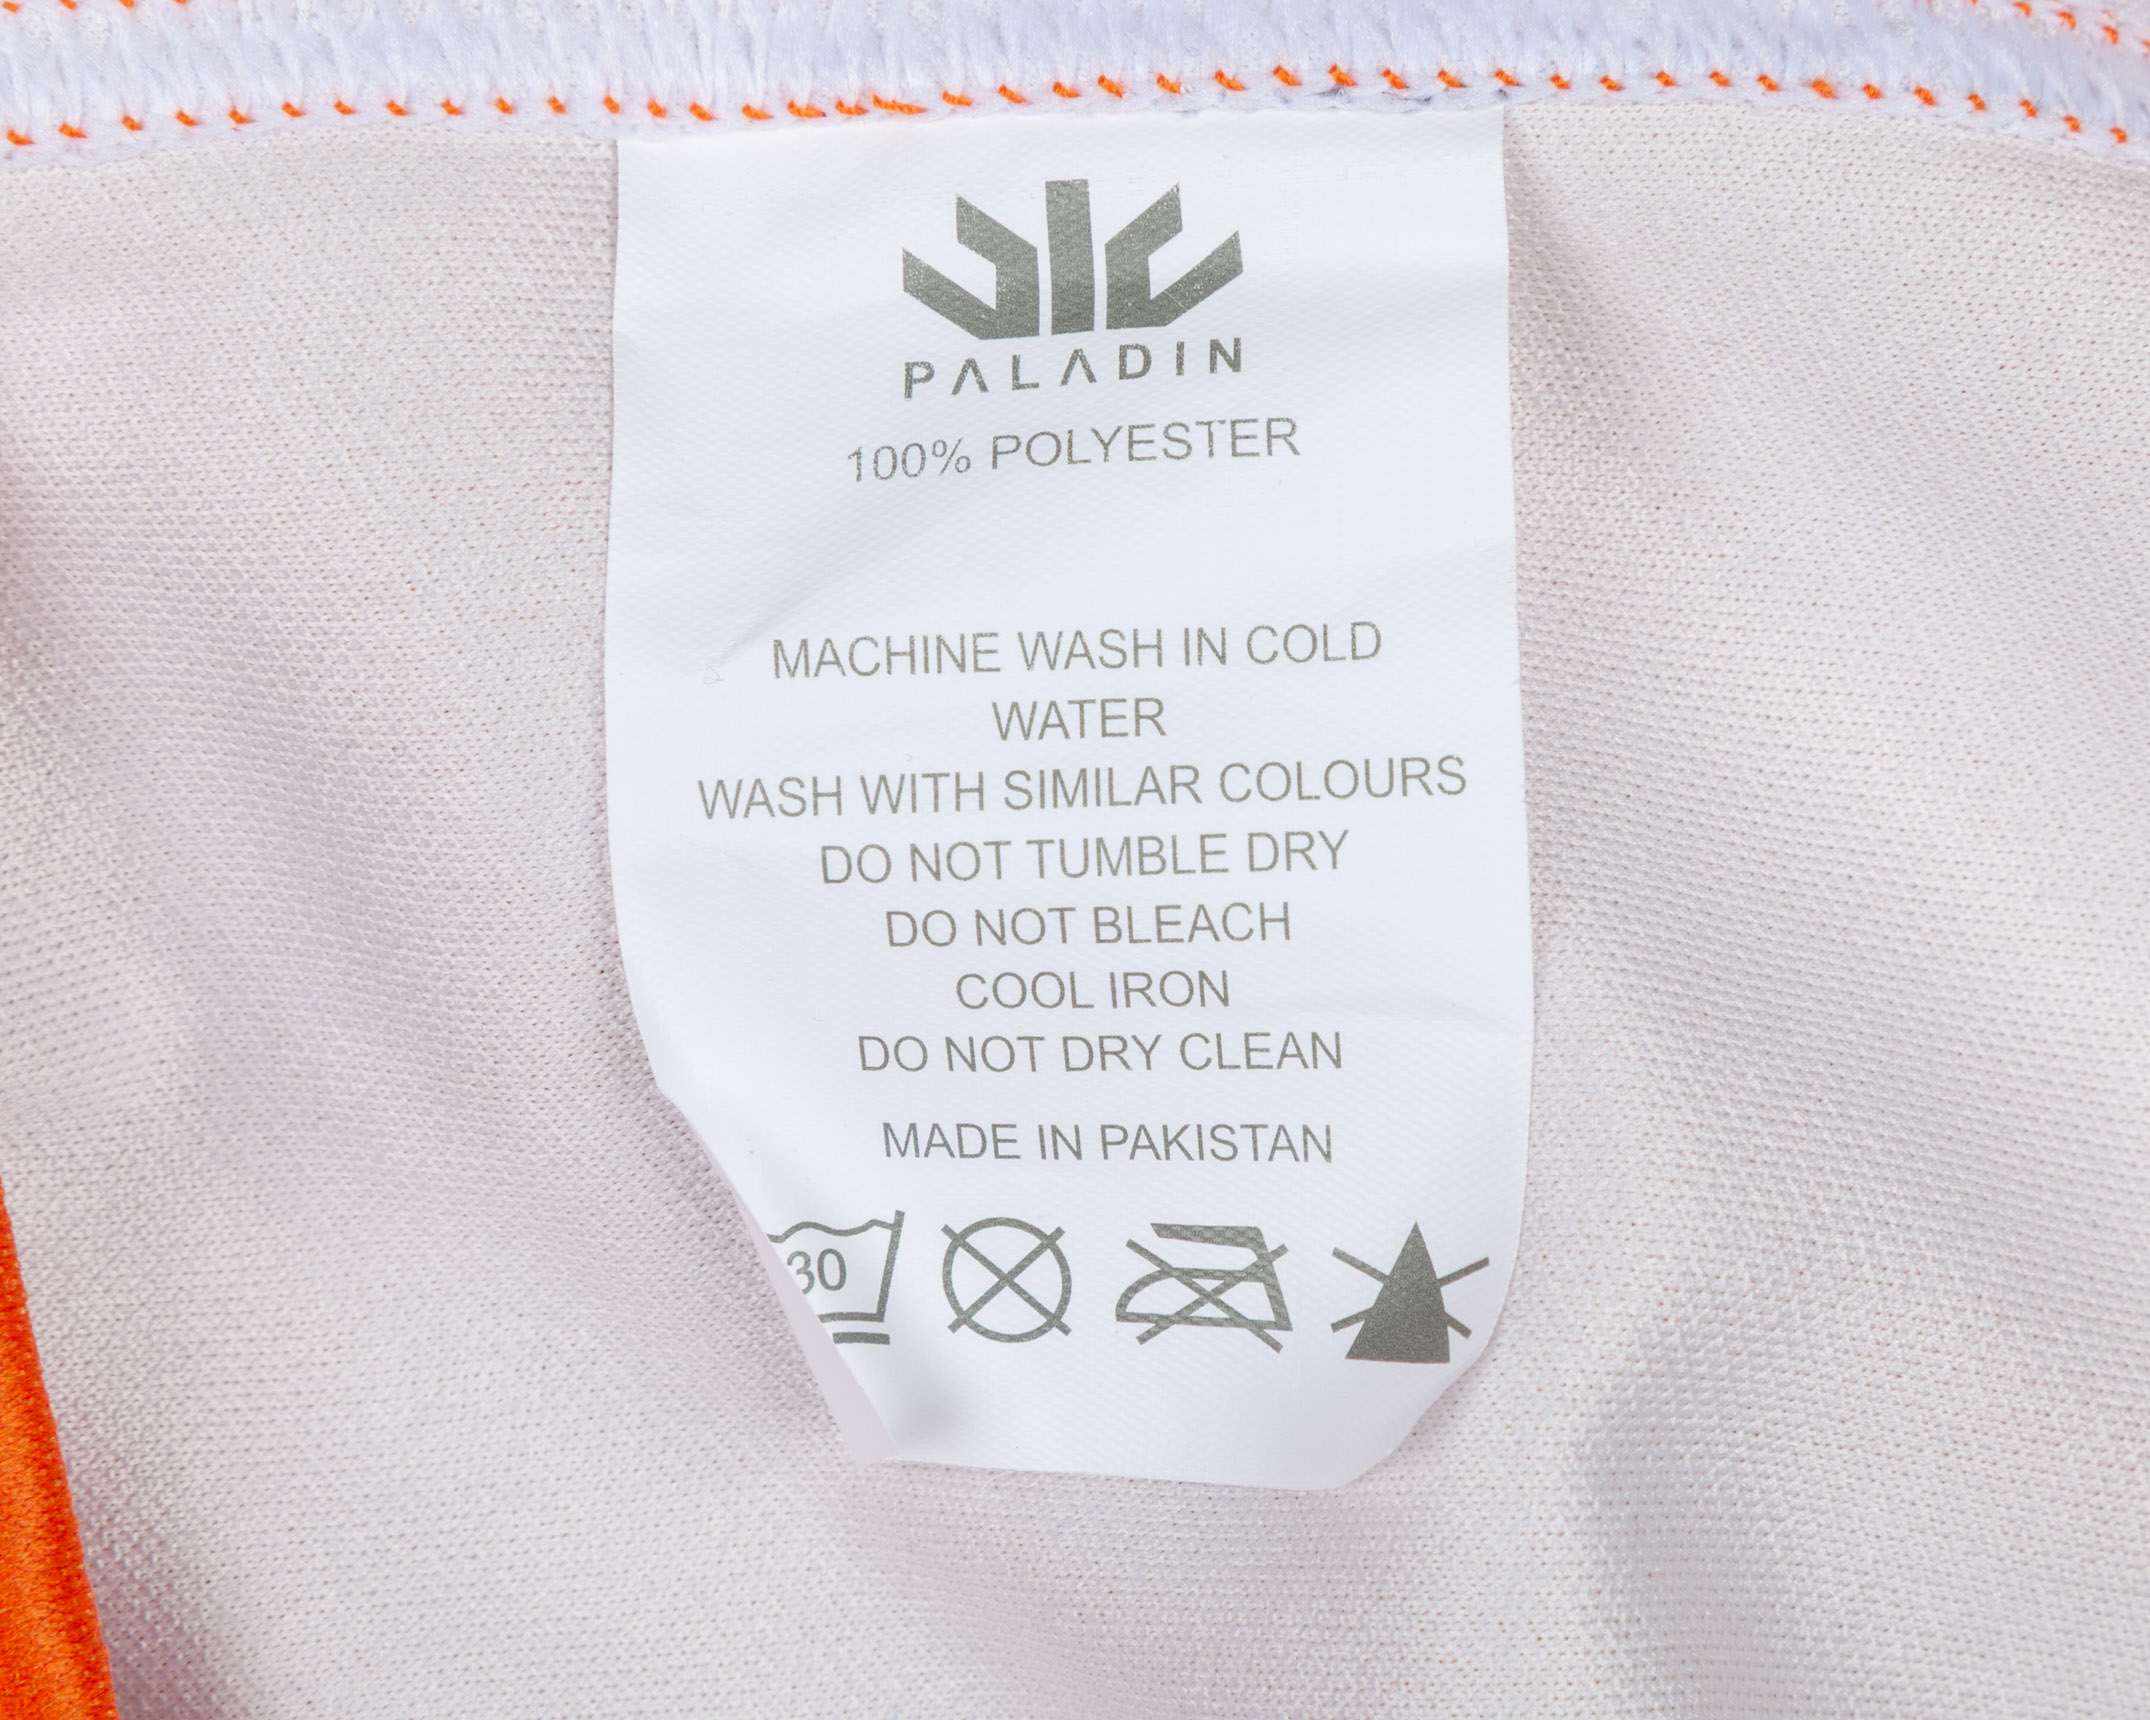 PALADIN
100% POLYESTER
MACHINE WASH IN COLD
WATER
WASH WITH SIMILAR COLOURS
DO NOT TUMBLE DRY
DO NOT BLEACH
COOL IRON
DO NOT DRY CLEAN
MADE IN PAKISTAN
30